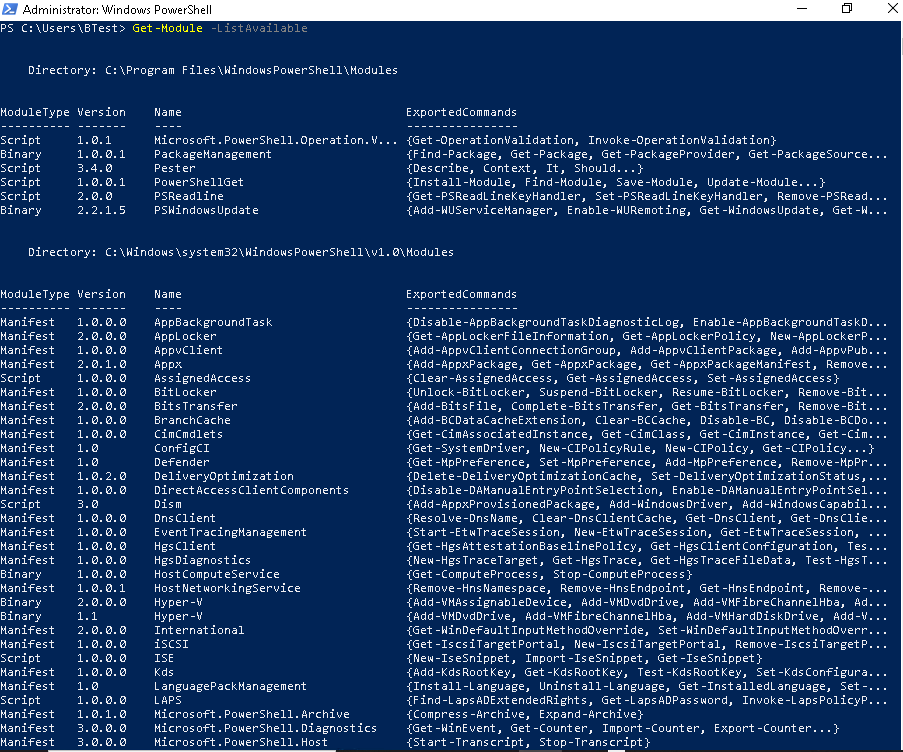 Administrator: Windows PowerShell
PS C:\Users\BTest> Get-Module -ListAvailable
Directory: C:\Program Files\WindowsPowerShell\Modules
ModuleType Version    Name                                ExportedCommands
---------- -------    ----                                ----------------
Script     1.0.1      Microsoft.PowerShell.Operation.V... {Get-OperationValidation, Invoke-OperationValidation}
Binary     1.0.0.1    PackageManagement                   {Find-Package, Get-Package, Get-PackageProvider, Get-PackageSource...
Script     3.4.0      Pester                              {Describe, Context, It, Should...}
Script     1.0.0.1    PowerShellGet                       {Install-Module, Find-Module, Save-Module, Update-Module...}
Script     2.0.0      PSReadline                          {Get-PSReadLineKeyHandler, Set-PSReadLineKeyHandler, Remove-PSRead...
Binary     2.2.1.5    PSWindowsUpdate                     {Add-WUServiceManager, Enable-WURemoting, Get-WindowsUpdate, Get-W...
Directory: C:\Windows\system32\WindowsPowerShell\v1.0\Modules
ModuleType Version    Name                                ExportedCommands
---------- -------    ----                                ----------------
Manifest   1.0.0.0    AppBackgroundTask                   {Disable-AppBackgroundTaskDiagnosticLog, Enable-AppBackgroundTaskD...
Manifest   2.0.0.0    AppLocker                           {Get-AppLockerFileInformation, Get-AppLockerPolicy, New-AppLockerP...
Manifest   1.0.0.0    AppvClient                          {Add-AppvClientConnectionGroup, Add-AppvClientPackage, Add-AppvPub...
Manifest   2.0.1.0    Appx                                {Add-AppxPackage, Get-AppxPackage, Get-AppxPackageManifest, Remove...
Script     1.0.0.0    AssignedAccess                      {Clear-AssignedAccess, Get-AssignedAccess, Set-AssignedAccess}
Manifest   1.0.0.0    BitLocker                           {Unlock-BitLocker, Suspend-BitLocker, Resume-BitLocker, Remove-Bit...
Manifest   2.0.0.0    BitsTransfer                        {Add-BitsFile, Complete-BitsTransfer, Get-BitsTransfer, Remove-Bit...
Manifest   1.0.0.0    BranchCache                         {Add-BCDataCacheExtension, Clear-BCCache, Disable-BC, Disable-BCDo...
Manifest   1.0.0.0    CimCmdlets                          {Get-CimAssociatedInstance, Get-CimClass, Get-CimInstance, Get-Cim...
Manifest   1.0        ConfigCI                            {Get-SystemDriver, New-CIPolicyRule, New-CIPolicy, Get-CIPolicy...}
Manifest   1.0        Defender                            {Get-MpPreference, Set-MpPreference, Add-MpPreference, Remove-MpPr...
Manifest   1.0.2.0    DeliveryOptimization                {Delete-DeliveryOptimizationCache, Set-DeliveryOptimizationStatus,...
Manifest   1.0.0.0    DirectAccessClientComponents        {Disable-DAManualEntryPointSelection, Enable-DAManualEntryPointSel...
Script     3.0        Dism                                {Add-AppxProvisionedPackage, Add-WindowsDriver, Add-WindowsCapabil...
Manifest   1.0.0.0    DnsClient                           {Resolve-DnsName, Clear-DnsClientCache, Get-DnsClient, Get-DnsClie...
Manifest   1.0.0.0    EventTracingManagement              {Start-EtwTraceSession, New-EtwTraceSession, Get-EtwTraceSession, ...
Manifest   1.0.0.0    HgsClient                           {Get-HgsAttestationBaselinePolicy, Get-HgsClientConfiguration, Tes...
Manifest   1.0.0.0    HgsDiagnostics                      {New-HgsTraceTarget, Get-HgsTrace, Get-HgsTraceFileData, Test-HgsT...
Binary     1.0.0.0    HostComputeService                  {Get-ComputeProcess, Stop-ComputeProcess}
Manifest   1.0.0.1    HostNetworkingService               {Remove-HnsNamespace, Remove-HnsEndpoint, Get-HnsEndpoint, Remove-...
Binary     2.0.0.0    Hyper-V                             {Add-VMAssignableDevice, Add-VMDvdDrive, Add-VMFibreChannelHba, Ad...
Binary     1.1        Hyper-V                             {Add-VMDvdDrive, Add-VMFibreChannelHba, Add-VMHardDiskDrive, Add-V...
Manifest   2.0.0.0    International                       {Get-WinDefaultInputMethodOverride, Set-WinDefaultInputMethodOverr...
Manifest   2.0.0.0    iSCSI                               {Get-IscsiTargetPortal, New-IscsiTargetPortal, Remove-IscsiTargetP...
Script     1.0.0.0    ISE                                 {New-IseSnippet, Import-IseSnippet, Get-IseSnippet}
Manifest   1.0.0.0    Kds                                 {Add-KdsRootKey, Get-KdsRootKey, Test-KdsRootKey, Set-KdsConfigura...
Manifest   1.0        LanguagePackManagement              {Install-Language, Uninstall-Language, Get-InstalledLanguage, Set-...
Script     1.0.0.0    LAPS                                {Find-LapsADExtendedRights, Get-LapsADPassword, Invoke-LapsPolicyP...
Manifest   1.0.1.0    Microsoft.PowerShell.Archive        {Compress-Archive, Expand-Archive}
Manifest   3.0.0.0    Microsoft.PowerShell.Diagnostics    {Get-WinEvent, Get-Counter, Import-Counter, Export-Counter...}
Manifest   3.0.0.0    Microsoft.PowerShell.Host           {Start-Transcript, Stop-Transcript}